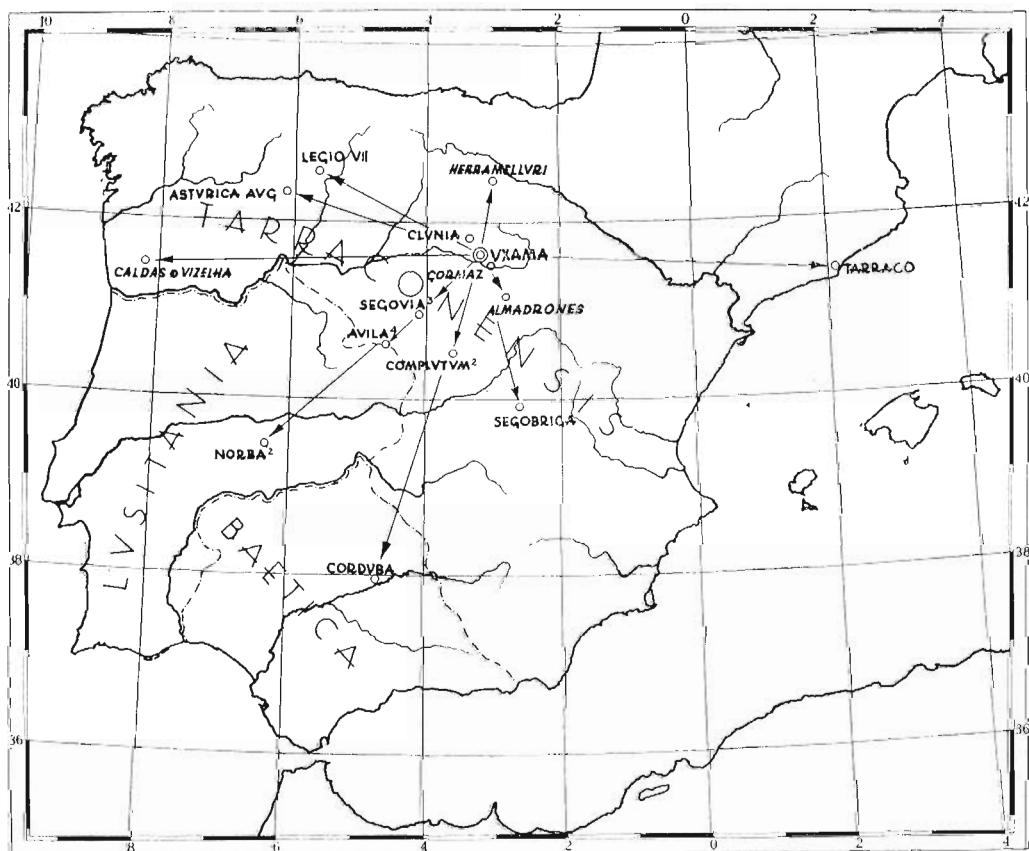 10 8 6 4 2 0 2 4
LEGIO VII
HERRAMELLVRI
ASTVRICA AVG
42
42
TARRACONENSIS
CLVNIA
VXAMA
CALDAS D VIZELHA
GORMAZ
TARRACO
SEGOVIA³
ALMADRONES
AVILA⁴
COMPLVTVM²
40
40
SEGOBRIGA
NORBA²
LVSITANIA
BAETICA
38
38
CORDVBA
36
36
8 6 4 2 0 2 4